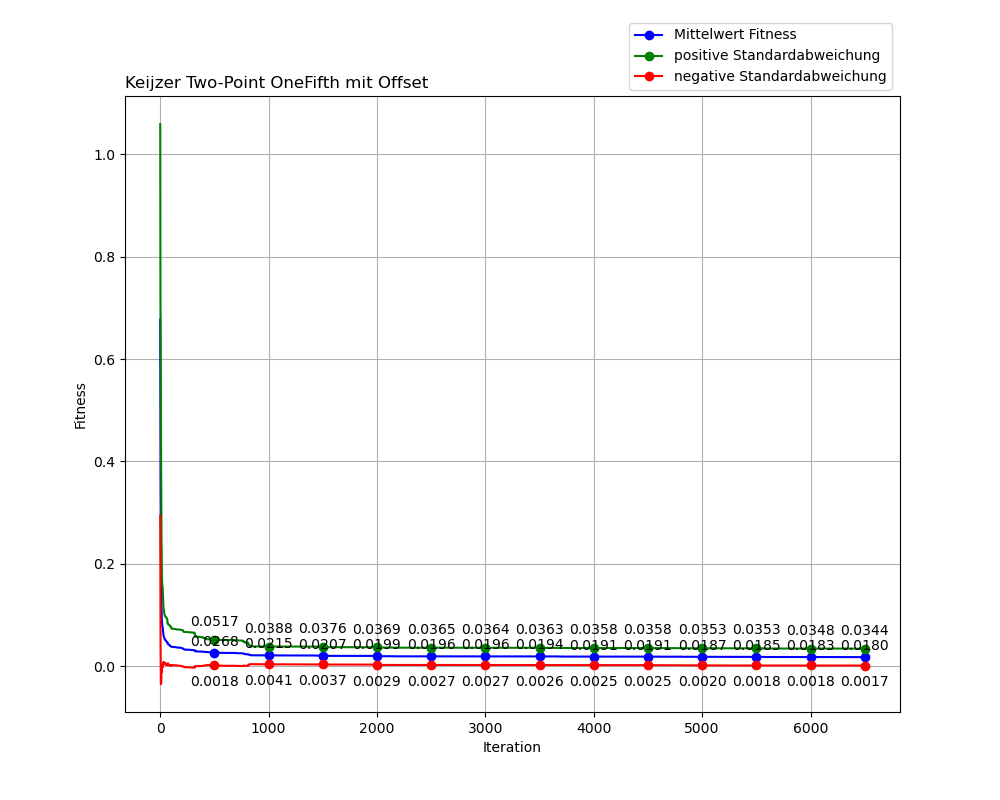 Mittelwert Fitness
positive Standardabweichung
negative Standardabweichung
Keijzer Two-Point OneFifth mit Offset
1.0
0.8
0.6
0.4
0.2
0.0
Fitness
0.0517 0.0388 0.0376 0.0369 0.0365 0.0364 0.0363 0.0358 0.0358 0.0353 0.0353 0.0348 0.0344
0.0268 0.0215 0.0207 0.0199 0.0196 0.0196 0.0194 0.0191 0.0191 0.0187 0.0185 0.0183 0.0180
0.0018 0.0041 0.0037 0.0029 0.0027 0.0027 0.0026 0.0025 0.0025 0.0020 0.0018 0.0018 0.0017
0 1000 2000 3000 4000 5000 6000
Iteration